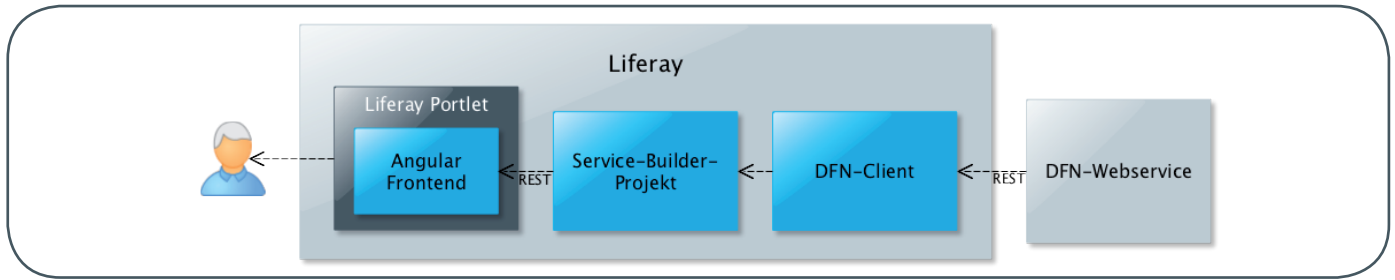 Liferay
Liferay Portlet
Angular
Frontend
REST
Service-Builder-
Projekt
DFN-Client
REST
DFN-Webservice